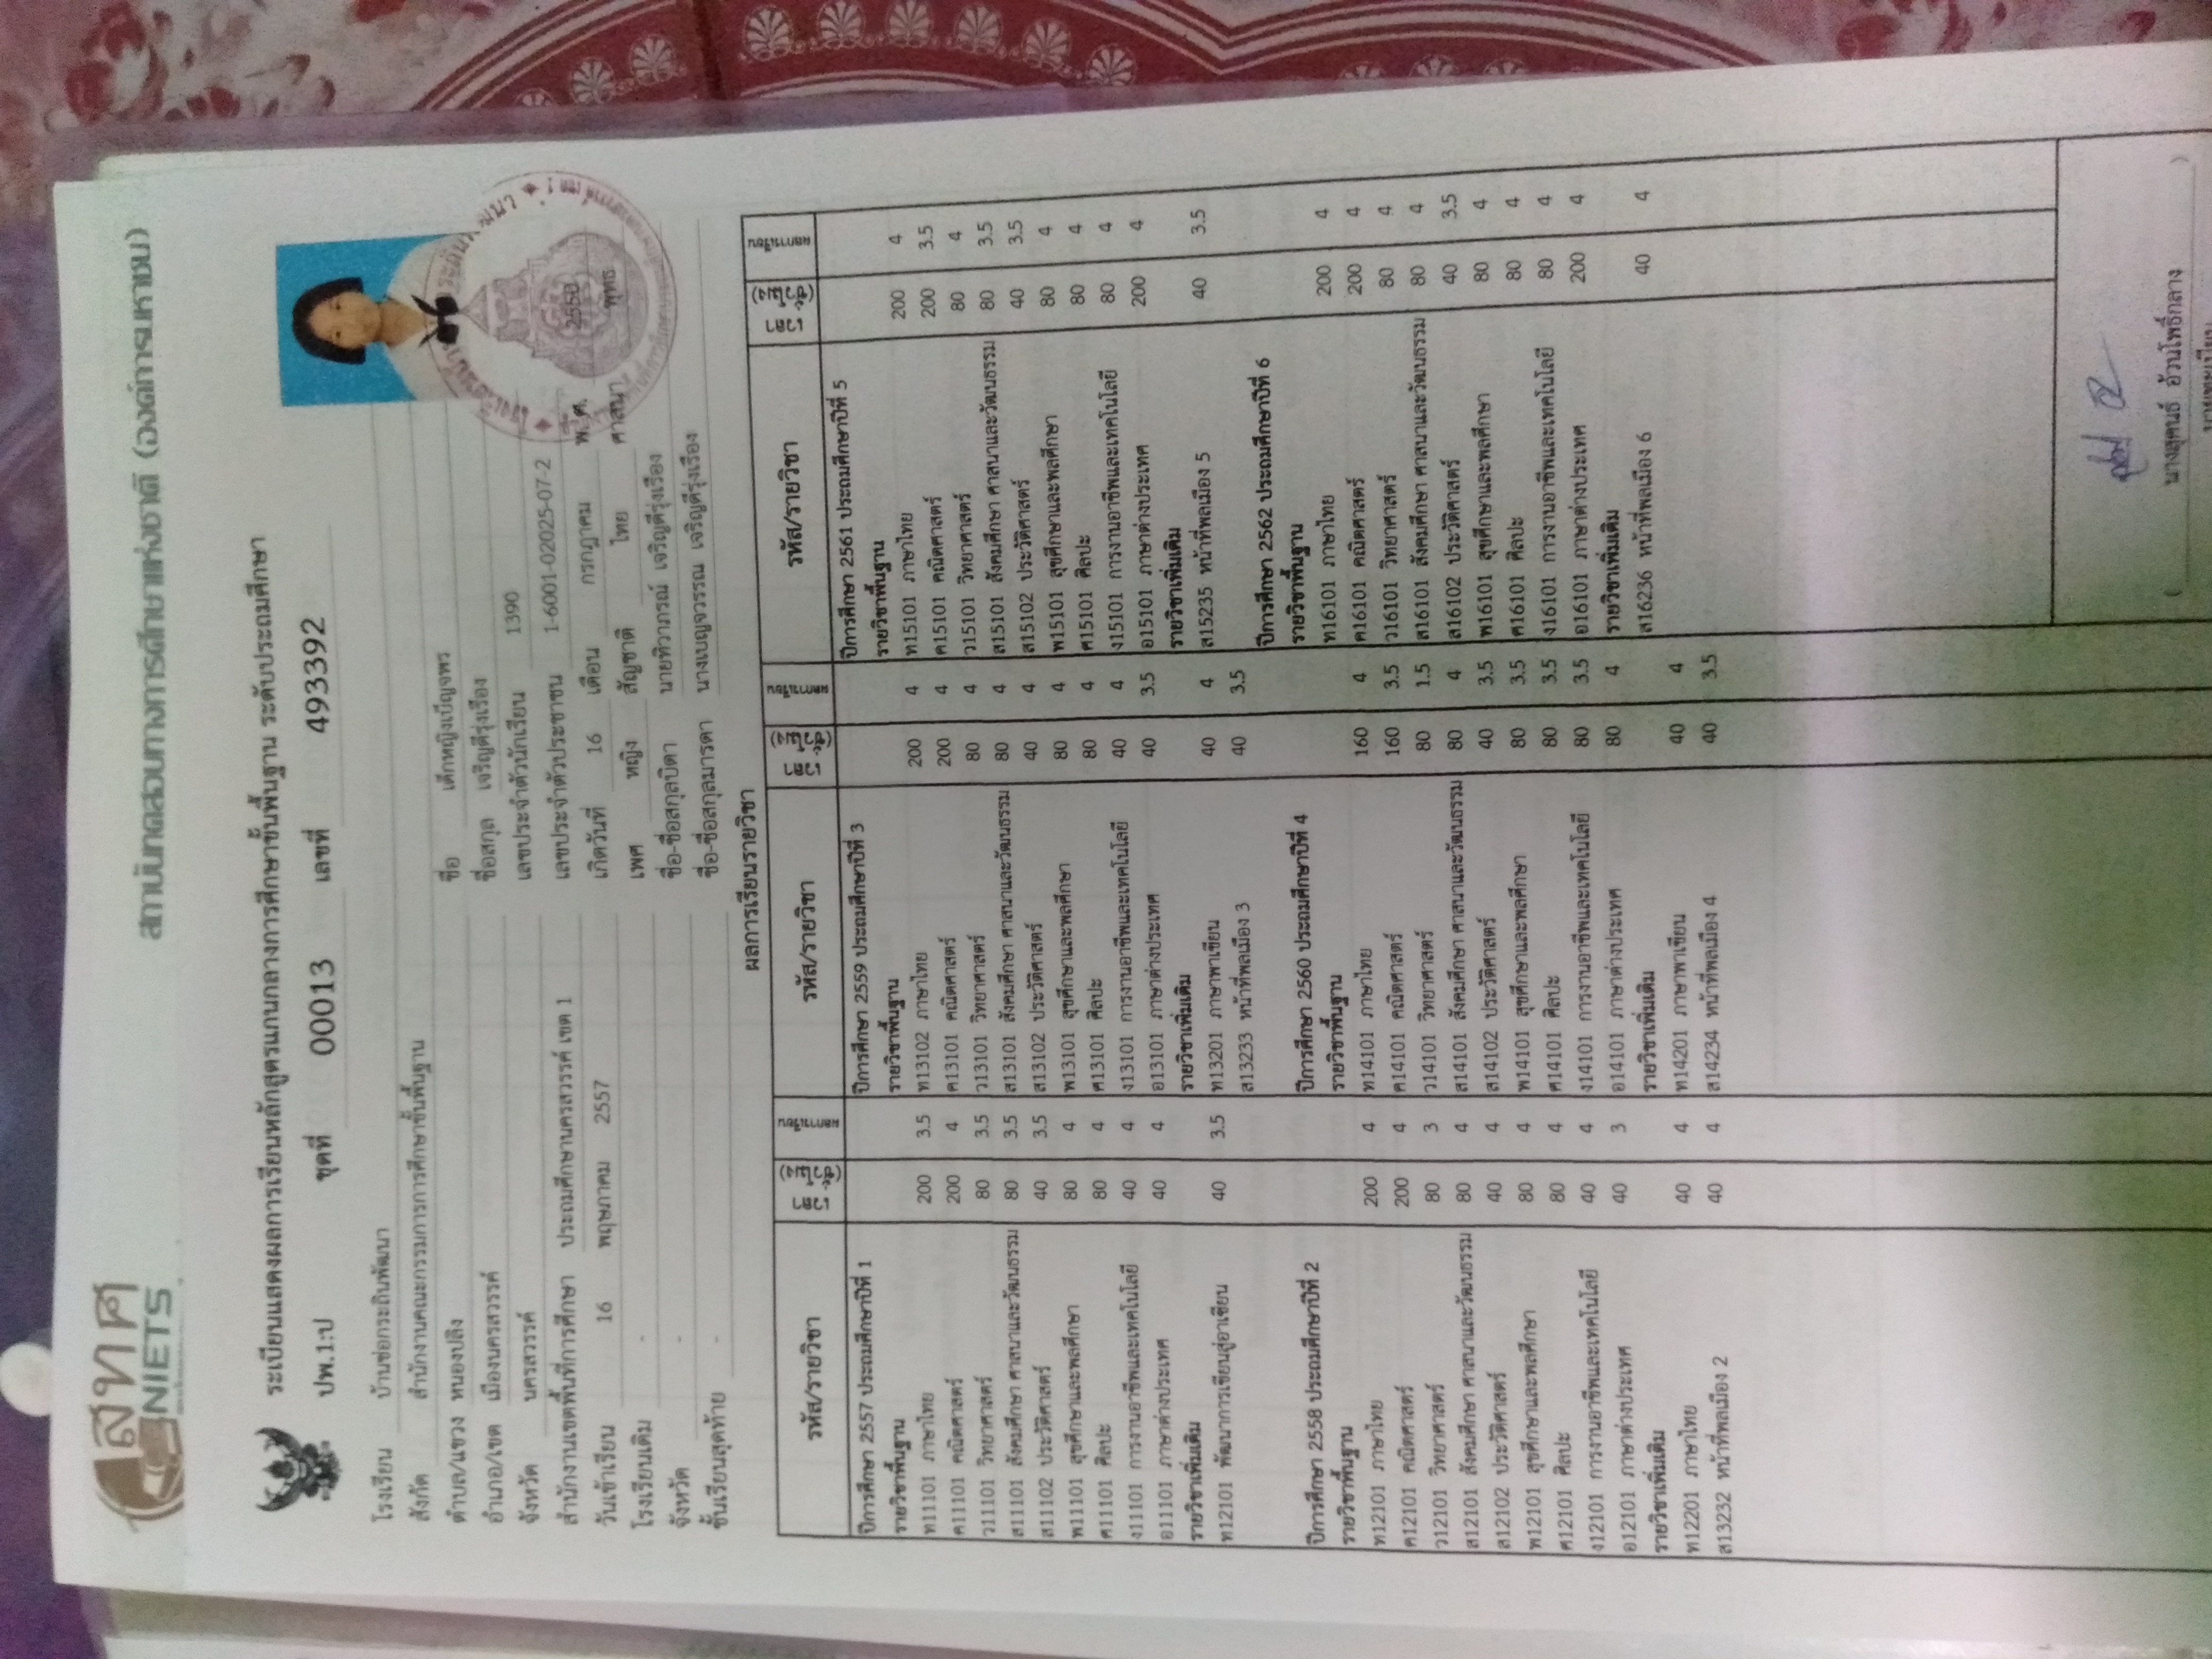 สทศ
NIETS
สถาบันทดสอบทางการศึกษาแห่งชาติ (องค์การมหาชน)
ระเบียนแสดงผลการเรียนหลักสูตรแกนกลางการศึกษาขั้นพื้นฐาน ระดับประถมศึกษา
ปพ.1:ป ชุดที่ 00013 เลขที่ 493392
โรงเรียน บ้านซ่อกระถินพัฒนา
สังกัด สำนักงานคณะกรรมการการศึกษาขั้นพื้นฐาน
ตำบล/แขวง หนองปลิง
อำเภอ/เขต เมืองนครสวรรค์
จังหวัด นครสวรรค์
สำนักงานเขตพื้นที่การศึกษา ประถมศึกษานครสวรรค์ เขต 1
วันเข้าเรียน 16 พฤษภาคม 2557
โรงเรียนเดิม -
จังหวัด -
ชั้นเรียนสุดท้าย -
ชื่อ เด็กหญิงเบ็ญจพร
ชื่อสกุล เจริญดีรุ่งเรือง
เลขประจำตัวนักเรียน 1390
เลขประจำตัวประชาชน 1-6001-02025-07-2
เกิดวันที่ 16 เดือน กรกฎาคม พ.ศ. 2550
เพศ หญิง สัญชาติ ไทย ศาสนา พุทธ
ชื่อ-ชื่อสกุลบิดา นายทิวาภรณ์ เจริญดีรุ่งเรือง
ชื่อ-ชื่อสกุลมารดา นางเบญจวรรณ เจริญดีรุ่งเรือง
ผลการเรียนรายวิชา
รหัส/รายวิชา เวลา (ชั่วโมง) ผลการเรียน
ปีการศึกษา 2557 ประถมศึกษาปีที่ 1
รายวิชาพื้นฐาน
ท11101 ภาษาไทย 200 3.5
ค11101 คณิตศาสตร์ 200 4
ว11101 วิทยาศาสตร์ 80 3.5
ส11101 สังคมศึกษา ศาสนาและวัฒนธรรม 80 3.5
ส11102 ประวัติศาสตร์ 40 3.5
พ11101 สุขศึกษาและพลศึกษา 80 4
ศ11101 ศิลปะ 80 4
ง11101 การงานอาชีพและเทคโนโลยี 40 4
อ11101 ภาษาต่างประเทศ 40 4
รายวิชาเพิ่มเติม
ท12101 พัฒนาการเขียนสู่อาเซียน 40 3.5
ปีการศึกษา 2558 ประถมศึกษาปีที่ 2
รายวิชาพื้นฐาน
ท12101 ภาษาไทย 200 4
ค12101 คณิตศาสตร์ 200 4
ว12101 วิทยาศาสตร์ 80 3
ส12101 สังคมศึกษา ศาสนาและวัฒนธรรม 80 4
ส12102 ประวัติศาสตร์ 40 4
พ12101 สุขศึกษาและพลศึกษา 80 4
ศ12101 ศิลปะ 80 4
ง12101 การงานอาชีพและเทคโนโลยี 40 4
อ12101 ภาษาต่างประเทศ 40 3
รายวิชาเพิ่มเติม
ท12201 ภาษาไทย 40 4
ส13232 หน้าที่พลเมือง 2 40 4
รหัส/รายวิชา เวลา (ชั่วโมง) ผลการเรียน
ปีการศึกษา 2559 ประถมศึกษาปีที่ 3
รายวิชาพื้นฐาน
ท13102 ภาษาไทย 200 4
ค13101 คณิตศาสตร์ 200 4
ว13101 วิทยาศาสตร์ 80 4
ส13101 สังคมศึกษา ศาสนาและวัฒนธรรม 80 4
ส13102 ประวัติศาสตร์ 40 4
พ13101 สุขศึกษาและพลศึกษา 80 4
ศ13101 ศิลปะ 80 4
ง13101 การงานอาชีพและเทคโนโลยี 40 4
อ13101 ภาษาต่างประเทศ 40 3.5
รายวิชาเพิ่มเติม
ท13201 ภาษาพาเขียน 40 4
ส13233 หน้าที่พลเมือง 3 40 3.5
ปีการศึกษา 2560 ประถมศึกษาปีที่ 4
รายวิชาพื้นฐาน
ท14101 ภาษาไทย 160 4
ค14101 คณิตศาสตร์ 160 3.5
ว14101 วิทยาศาสตร์ 80 1.5
ส14101 สังคมศึกษา ศาสนาและวัฒนธรรม 80 4
ส14102 ประวัติศาสตร์ 40 3.5
พ14101 สุขศึกษาและพลศึกษา 80 3.5
ศ14101 ศิลปะ 80 3.5
ง14101 การงานอาชีพและเทคโนโลยี 80 3.5
อ14101 ภาษาต่างประเทศ 80 4
รายวิชาเพิ่มเติม
ท14201 ภาษาพาเขียน 40 4
ส14234 หน้าที่พลเมือง 4 40 3.5
รหัส/รายวิชา เวลา (ชั่วโมง) ผลการเรียน
ปีการศึกษา 2561 ประถมศึกษาปีที่ 5
รายวิชาพื้นฐาน
ท15101 ภาษาไทย 200 4
ค15101 คณิตศาสตร์ 200 3.5
ว15101 วิทยาศาสตร์ 80 4
ส15101 สังคมศึกษา ศาสนาและวัฒนธรรม 80 3.5
ส15102 ประวัติศาสตร์ 40 3.5
พ15101 สุขศึกษาและพลศึกษา 80 4
ศ15101 ศิลปะ 80 4
ง15101 การงานอาชีพและเทคโนโลยี 80 4
อ15101 ภาษาต่างประเทศ 200 4
รายวิชาเพิ่มเติม
ส15235 หน้าที่พลเมือง 5 40 3.5
ปีการศึกษา 2562 ประถมศึกษาปีที่ 6
รายวิชาพื้นฐาน
ท16101 ภาษาไทย 200 4
ค16101 คณิตศาสตร์ 200 4
ว16101 วิทยาศาสตร์ 80 4
ส16101 สังคมศึกษา ศาสนาและวัฒนธรรม 80 4
ส16102 ประวัติศาสตร์ 40 3.5
พ16101 สุขศึกษาและพลศึกษา 80 4
ศ16101 ศิลปะ 80 4
ง16101 การงานอาชีพและเทคโนโลยี 80 4
อ16101 ภาษาต่างประเทศ 200 4
รายวิชาเพิ่มเติม
ส16236 หน้าที่พลเมือง 6 40 4
( นางสุคนธ์ อ้วนโพธิ์กลาง )
นายทะเบียน